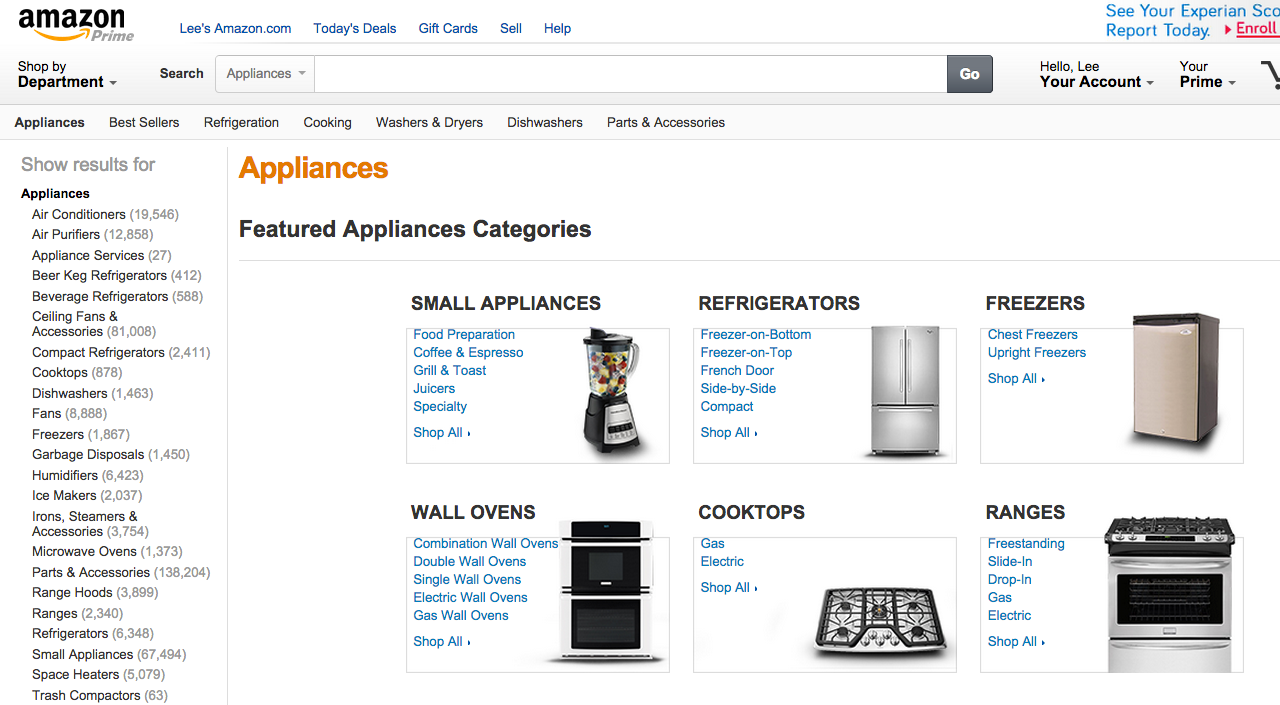 amazon
Prime
Lee's Amazon.com Today's Deals Gift Cards Sell Help
See Your Experian Sco
Report Today. Enroll
Shop by
Department
Search Appliances Go
Hello, Lee
Your Account
Your
Prime
Appliances Best Sellers Refrigeration Cooking Washers & Dryers Dishwashers Parts & Accessories
Show results for
Appliances
Air Conditioners (19,546)
Air Purifiers (12,858)
Appliance Services (27)
Beer Keg Refrigerators (412)
Beverage Refrigerators (588)
Ceiling Fans &
Accessories (81,008)
Compact Refrigerators (2,411)
Cooktops (878)
Dishwashers (1,463)
Fans (8,888)
Freezers (1,867)
Garbage Disposals (1,450)
Humidifiers (6,423)
Ice Makers (2,037)
Irons, Steamers &
Accessories (3,754)
Microwave Ovens (1,373)
Parts & Accessories (138,204)
Range Hoods (3,899)
Ranges (2,340)
Refrigerators (6,348)
Small Appliances (67,494)
Space Heaters (5,079)
Trash Compactors (63)
Appliances
Featured Appliances Categories
SMALL APPLIANCES
Food Preparation
Coffee & Espresso
Grill & Toast
Juicers
Specialty
Shop All
REFRIGERATORS
Freezer-on-Bottom
Freezer-on-Top
French Door
Side-by-Side
Compact
Shop All
FREEZERS
Chest Freezers
Upright Freezers
Shop All
WALL OVENS
Combination Wall Ovens
Double Wall Ovens
Single Wall Ovens
Electric Wall Ovens
Gas Wall Ovens
Shop All
COOKTOPS
Gas
Electric
Shop All
RANGES
Freestanding
Slide-In
Drop-In
Gas
Electric
Shop All